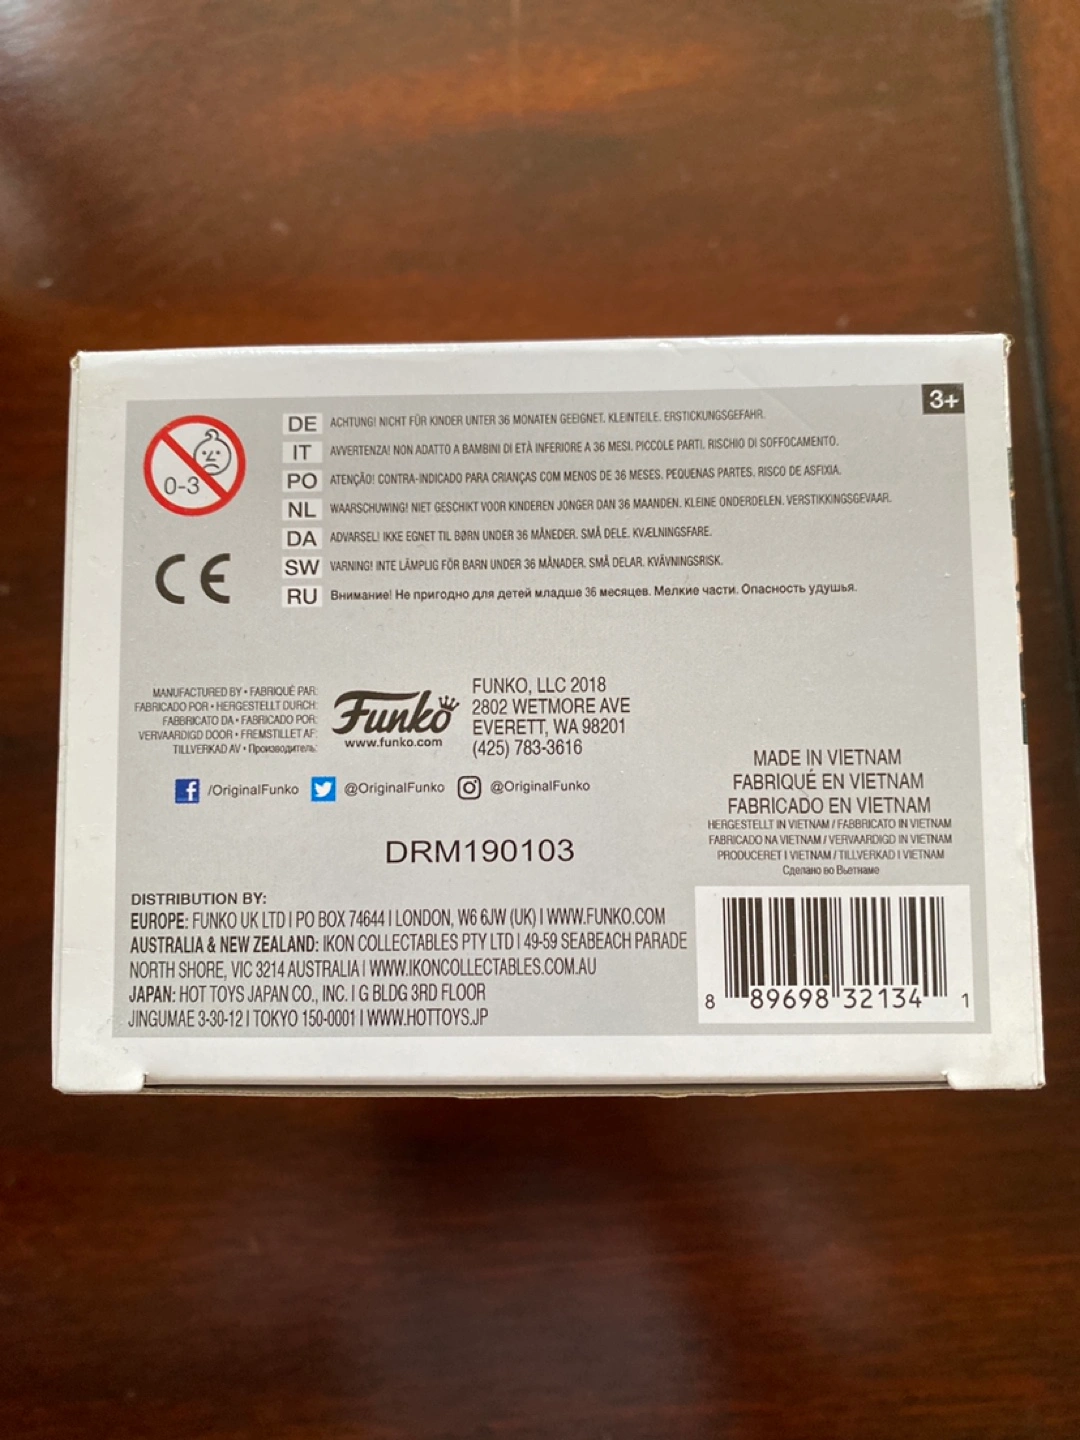 3+
0-3
DE ACHTUNG! NICHT FÜR KINDER UNTER 36 MONATEN GEEIGNET. KLEINTEILE. ERSTICKUNGSGEFAHR.
IT AVVERTENZA! NON ADATTO A BAMBINI DI ETÀ INFERIORE A 36 MESI. PICCOLE PARTI. RISCHIO DI SOFFOCAMENTO.
PO ATENÇÃO! CONTRA-INDICADO PARA CRIANÇAS COM MENOS DE 36 MESES. PEQUENAS PARTES. RISCO DE ASFIXIA.
NL WAARSCHUWING! NIET GESCHIKT VOOR KINDEREN JONGER DAN 36 MAANDEN. KLEINE ONDERDELEN. VERSTIKKINGSGEVAAR.
DA ADVARSEL! IKKE EGNET TIL BØRN UNDER 36 MÅNEDER. SMÅ DELE. KVÆLNINGSFARE.
SW VARNING! INTE LÄMPLIG FÖR BARN UNDER 36 MÅNADER. SMÅ DELAR. KVÄVNINGSRISK.
RU Внимание! Не пригодно для детей младше 36 месяцев. Мелкие части. Опасность удушья.
CE
MANUFACTURED BY • FABRIQUÉ PAR:
FABRICADO POR • HERGESTELLT DURCH:
FABBRICATO DA • FABRICADO POR:
VERVAARDIGD DOOR • FREMSTILLET AF:
TILLVERKAD AV • Производитель:
Funko
www.funko.com
FUNKO, LLC 2018
2802 WETMORE AVE
EVERETT, WA 98201
(425) 783-3616
/OriginalFunko @OriginalFunko @OriginalFunko
DRM190103
MADE IN VIETNAM
FABRIQUÉ EN VIETNAM
FABRICADO EN VIETNAM
HERGESTELLT IN VIETNAM / FABBRICATO IN VIETNAM
FABRICADO NA VIETNAM / VERVAARDIGD IN VIETNAM
PRODUCERET I VIETNAM / TILLVERKAD I VIETNAM
Сделано во Вьетнаме
DISTRIBUTION BY:
EUROPE: FUNKO UK LTD | PO BOX 74644 | LONDON, W6 6JW (UK) | WWW.FUNKO.COM
AUSTRALIA & NEW ZEALAND: IKON COLLECTABLES PTY LTD | 49-59 SEABEACH PARADE
NORTH SHORE, VIC 3214 AUSTRALIA | WWW.IKONCOLLECTABLES.COM.AU
JAPAN: HOT TOYS JAPAN CO., INC. | G BLDG 3RD FLOOR
JINGUMAE 3-30-12 | TOKYO 150-0001 | WWW.HOTTOYS.JP
8 89698 32134 1